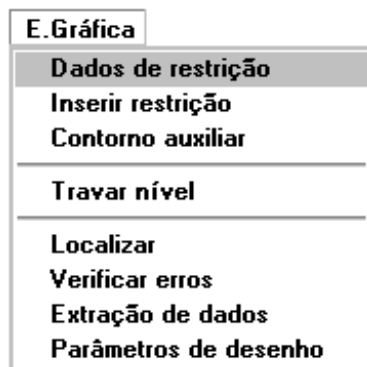 E.Gráfica
Dados de restrição
Inserir restrição
Contorno auxiliar
Travar nível
Localizar
Verificar erros
Extração de dados
Parâmetros de desenho